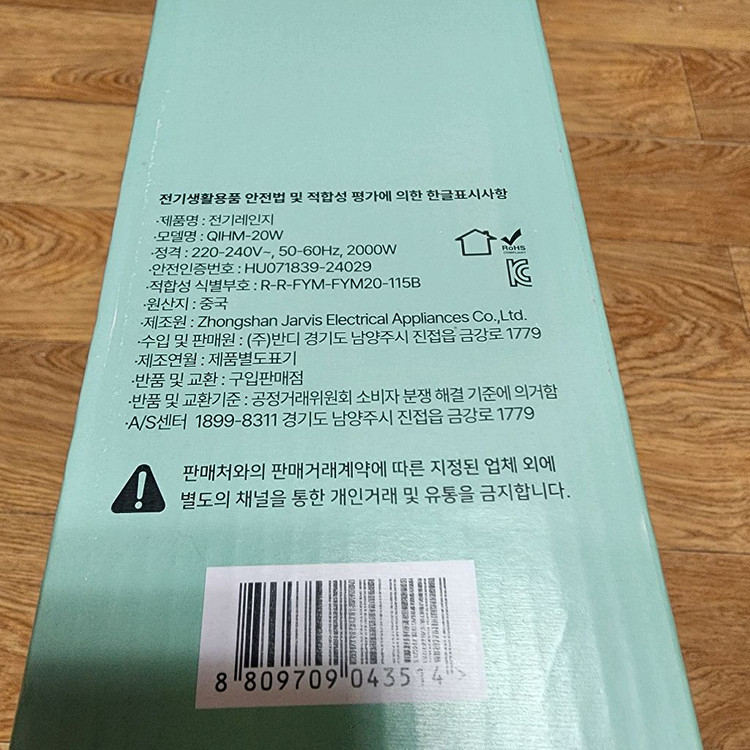 전기생활용품 안전법 및 적합성 평가에 의한 한글표시사항
·제품명 : 전기레인지
·모델명 : QIHM-20W
·정격 : 220-240V~, 50-60Hz, 2000W
·안전인증번호 : HU071839-24029
·적합성 식별부호 : R-R-FYM-FYM20-115B
·원산지 : 중국
·제조원 : Zhongshan Jarvis Electrical Appliances Co.,Ltd.
·수입 및 판매원 : (주)반디 경기도 남양주시 진접읍 금강로 1779
·제조연월 : 제품별도표기
·반품 및 교환 : 구입판매점
·반품 및 교환기준 : 공정거래위원회 소비자 분쟁 해결 기준에 의거함
·A/S센터 1899-8311 경기도 남양주시 진접읍 금강로 1779
RoHS
COMPLIANT
판매처와의 판매거래계약에 따른 지정된 업체 외에
별도의 채널을 통한 개인거래 및 유통을 금지합니다.
8 809709 043514 >